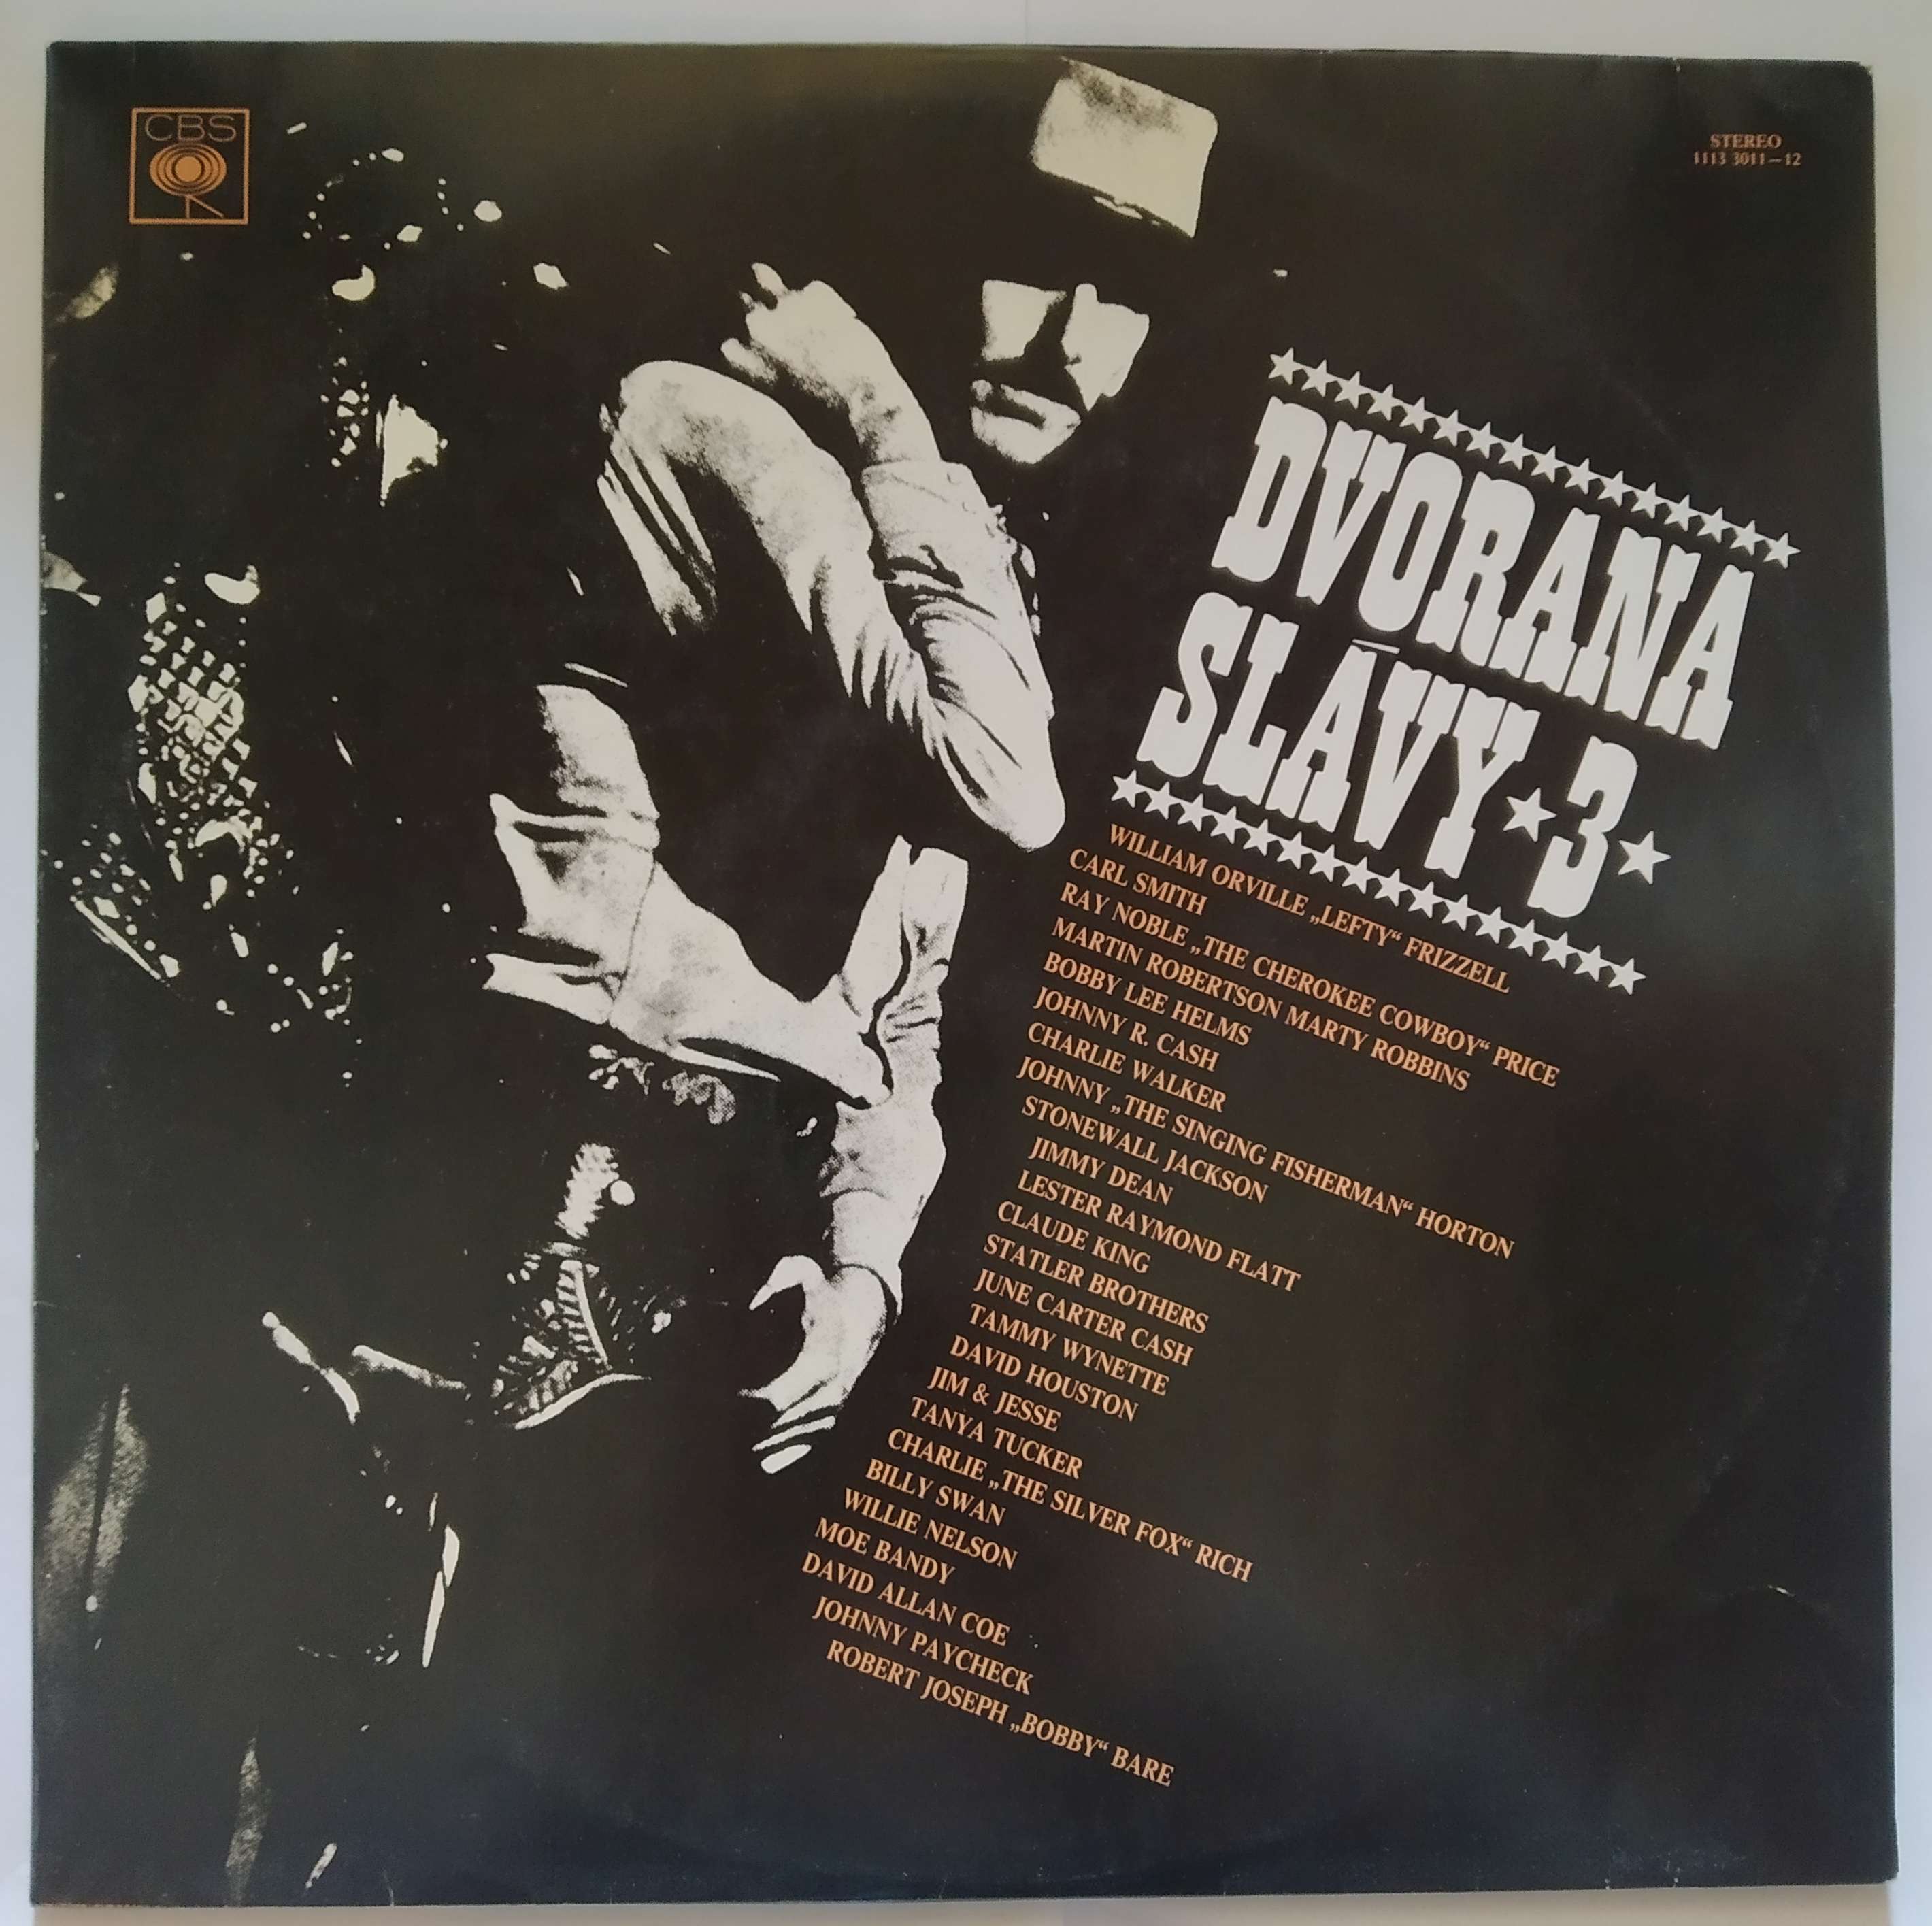 CBS
STEREO
1113 3011—12
DVORANA
SLÁVY★3★
WILLIAM ORVILLE „LEFTY“ FRIZZELL
CARL SMITH
RAY NOBLE „THE CHEROKEE COWBOY“ PRICE
MARTIN ROBERTSON MARTY ROBBINS
BOBBY LEE HELMS
JOHNNY R. CASH
CHARLIE WALKER
JOHNNY „THE SINGING FISHERMAN“ HORTON
STONEWALL JACKSON
JIMMY DEAN
LESTER RAYMOND FLATT
CLAUDE KING
STATLER BROTHERS
JUNE CARTER CASH
TAMMY WYNETTE
DAVID HOUSTON
JIM & JESSE
TANYA TUCKER
CHARLIE „THE SILVER FOX“ RICH
BILLY SWAN
WILLIE NELSON
MOE BANDY
DAVID ALLAN COE
JOHNNY PAYCHECK
ROBERT JOSEPH „BOBBY“ BARE